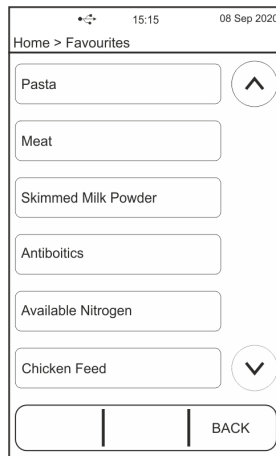 15:15 08 Sep 2020
Home > Favourites
Pasta
Meat
Skimmed Milk Powder
Antiboitics
Available Nitrogen
Chicken Feed
BACK